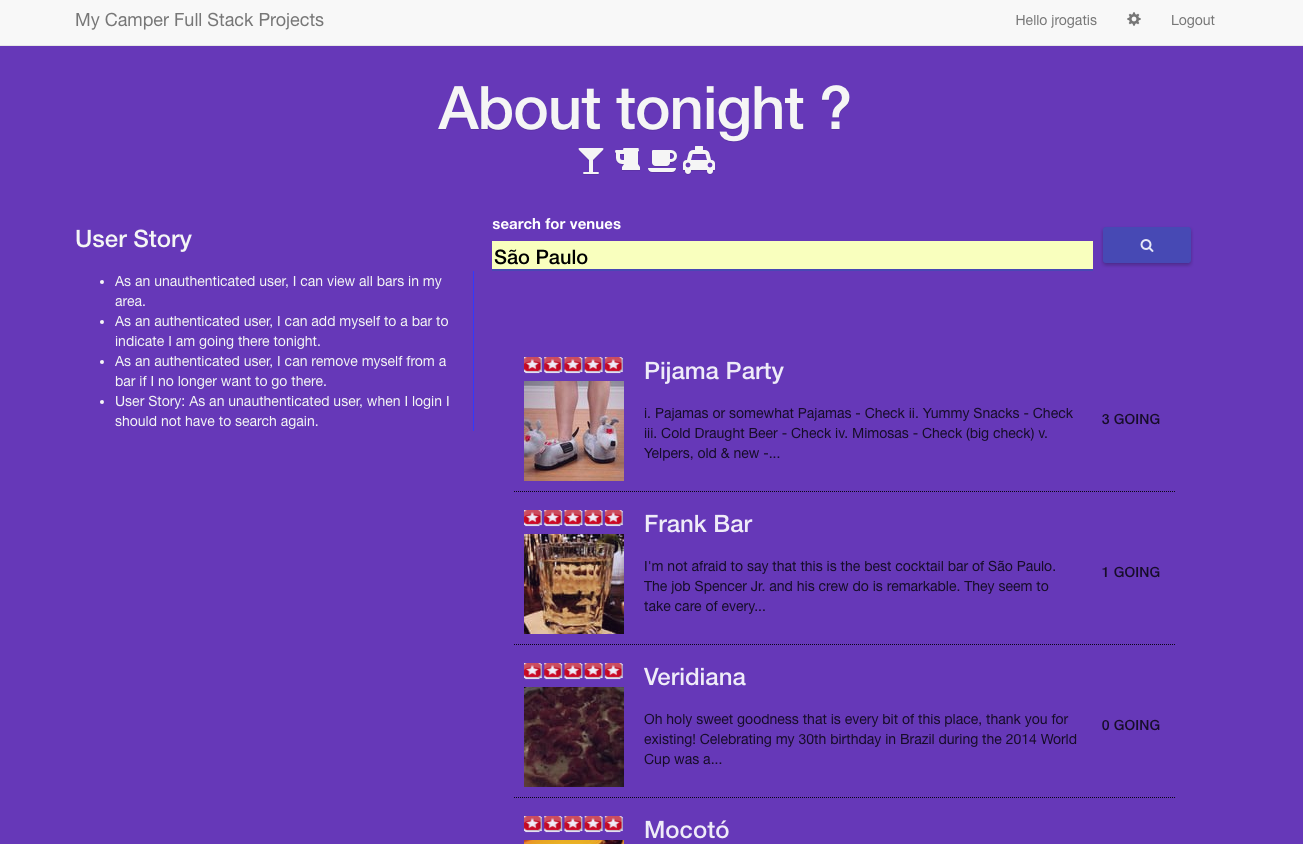 My Camper Full Stack Projects
Hello jrogatis
Logout
About tonight ?
User Story
As an unauthenticated user, I can view all bars in my
area.
As an authenticated user, I can add myself to a bar to
indicate I am going there tonight.
As an authenticated user, I can remove myself from a
bar if I no longer want to go there.
User Story: As an unauthenticated user, when I login I
should not have to search again.
search for venues
São Paulo
Pijama Party
i. Pajamas or somewhat Pajamas - Check ii. Yummy Snacks - Check
iii. Cold Draught Beer - Check iv. Mimosas - Check (big check) v.
Yelpers, old & new -...
3 GOING
Frank Bar
I'm not afraid to say that this is the best cocktail bar of São Paulo.
The job Spencer Jr. and his crew do is remarkable. They seem to
take care of every...
1 GOING
Veridiana
Oh holy sweet goodness that is every bit of this place, thank you for
existing! Celebrating my 30th birthday in Brazil during the 2014 World
Cup was a...
0 GOING
Mocotó